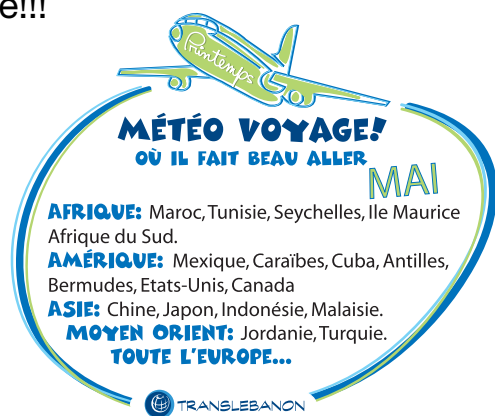 e!!!
Printemps
MÉTÉO VOYAGE!
OÙ IL FAIT BEAU ALLER
MAI
AFRIQUE: Maroc, Tunisie, Seychelles, Ile Maurice
Afrique du Sud.
AMÉRIQUE: Mexique, Caraïbes, Cuba, Antilles,
Bermudes, Etats-Unis, Canada
ASIE: Chine, Japon, Indonésie, Malaisie.
MOYEN ORIENT: Jordanie, Turquie.
TOUTE L'EUROPE...
TRANSLEBANON